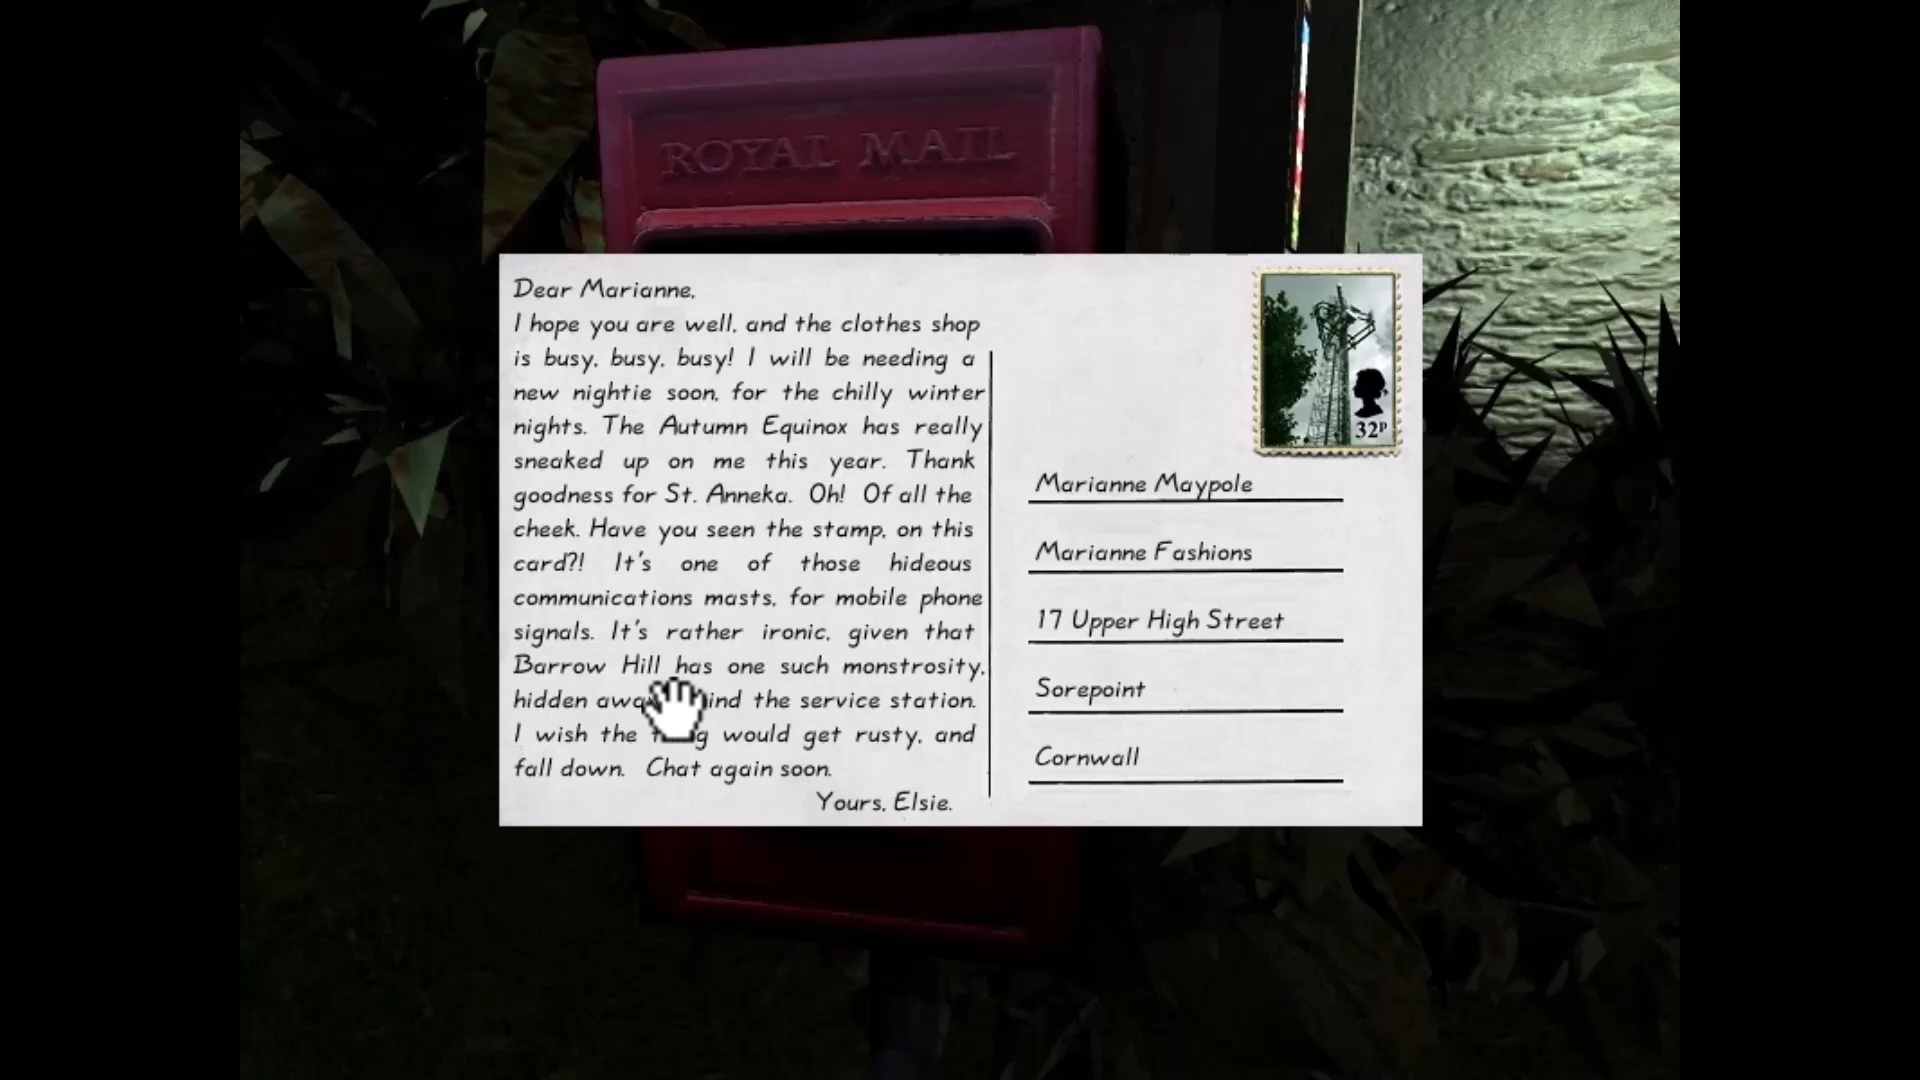 ROYAL MAIL
Dear Marianne,
I hope you are well, and the clothes shop
is busy, busy, busy! I will be needing a
new nightie soon, for the chilly winter
nights. The Autumn Equinox has really
sneaked up on me this year. Thank
goodness for St. Anneka. Oh! Of all the
cheek. Have you seen the stamp, on this
card?! It's one of those hideous
communications masts, for mobile phone
signals. It's rather ironic, given that
Barrow Hill has one such monstrosity,
hidden the service station.
I wish the would get rusty, and
fall down. Chat again soon.
Yours, Elsie.
32P
Marianne Maypole
Marianne Fashions
17 Upper High Street
Sorepoint
Cornwall